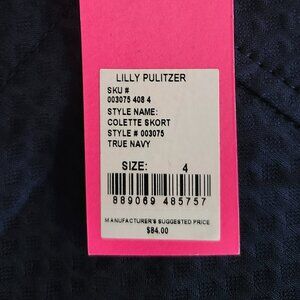 LILLY PULITZER
SKU #
003075 408 4
STYLE NAME:
COLETTE SKORT
STYLE # 003075
TRUE NAVY
SIZE: 4
889069 485757
MANUFACTURER'S SUGGESTED PRICE
$84.00